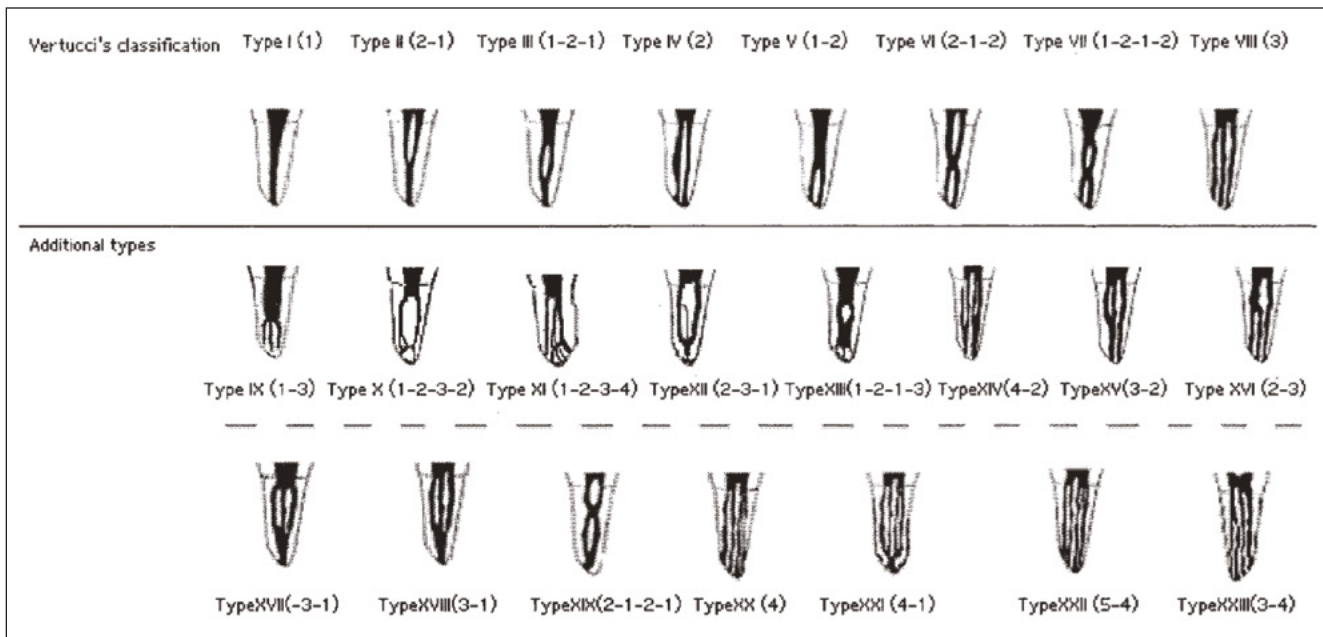 Vertucci's classification Type I (1) Type II (2-1) Type III (1-2-1) Type IV (2) Type V (1-2) Type VI (2-1-2) Type VII (1-2-1-2) Type VIII (3)
Additional types
Type IX (1-3) Type X (1-2-3-2) Type XI (1-2-3-4) TypeXII (2-3-1) TypeXIII(1-2-1-3) TypeXIV(4-2) TypeXV(3-2) Type XVI (2-3)
TypeXVII(-3-1) TypeXVIII(3-1) TypeXIX(2-1-2-1) TypeXX (4) TypeXXI (4-1) TypeXXII (5-4) TypeXXIII(3-4)